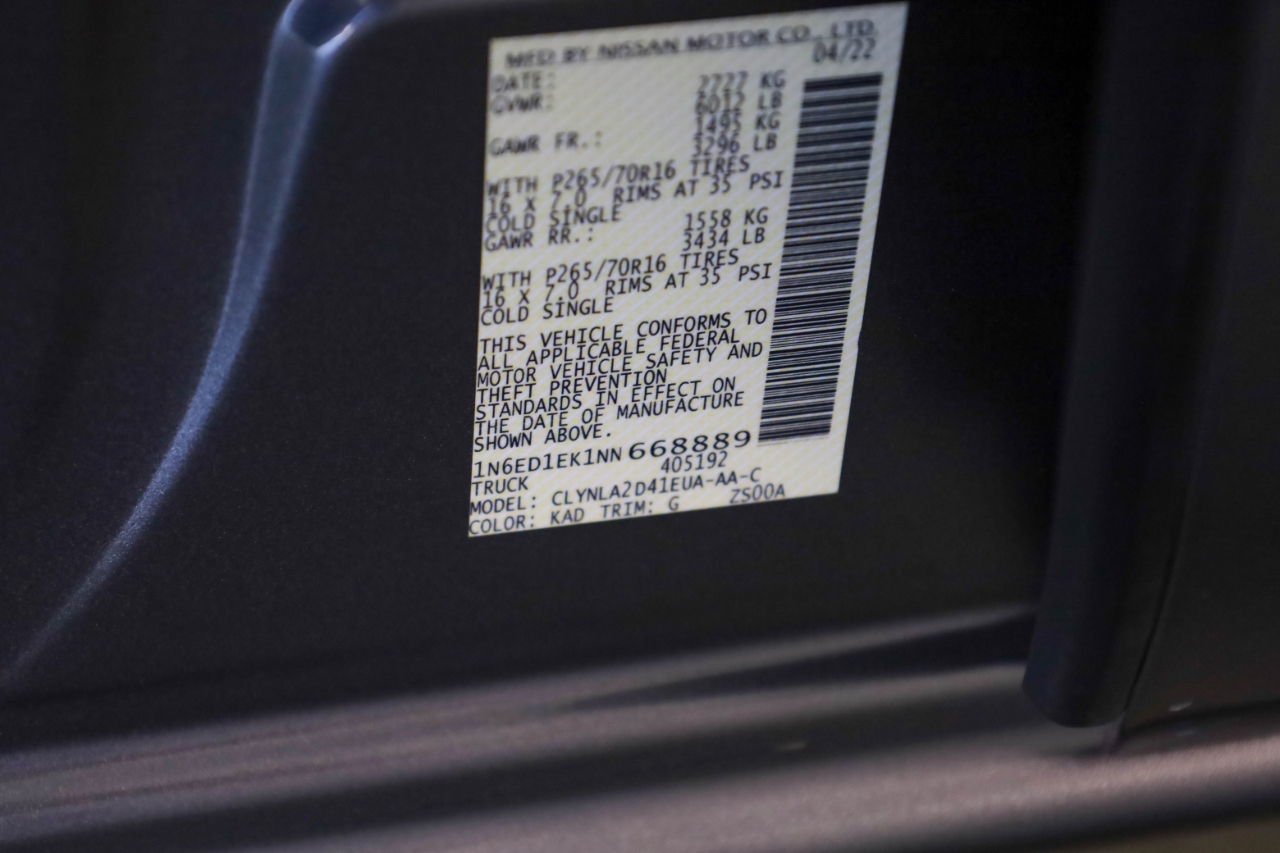 MFD BY NISSAN MOTOR CO., LTD.
DATE: 04/22
GVWR: 2727 KG
6012 LB
GAWR FR.: 1495 KG
3296 LB
WITH P265/70R16 TIRES
16 X 7.0 RIMS AT 35 PSI
COLD SINGLE
GAWR RR.: 1558 KG
3434 LB
WITH P265/70R16 TIRES
16 X 7.0 RIMS AT 35 PSI
COLD SINGLE
THIS VEHICLE CONFORMS TO
ALL APPLICABLE FEDERAL
MOTOR VEHICLE SAFETY AND
THEFT PREVENTION
STANDARDS IN EFFECT ON
THE DATE OF MANUFACTURE
SHOWN ABOVE.
1N6ED1EK1NN668889
TRUCK 405192
MODEL: CLYNLA2D41EUA-AA-C
COLOR: KAD TRIM: G ZS00A